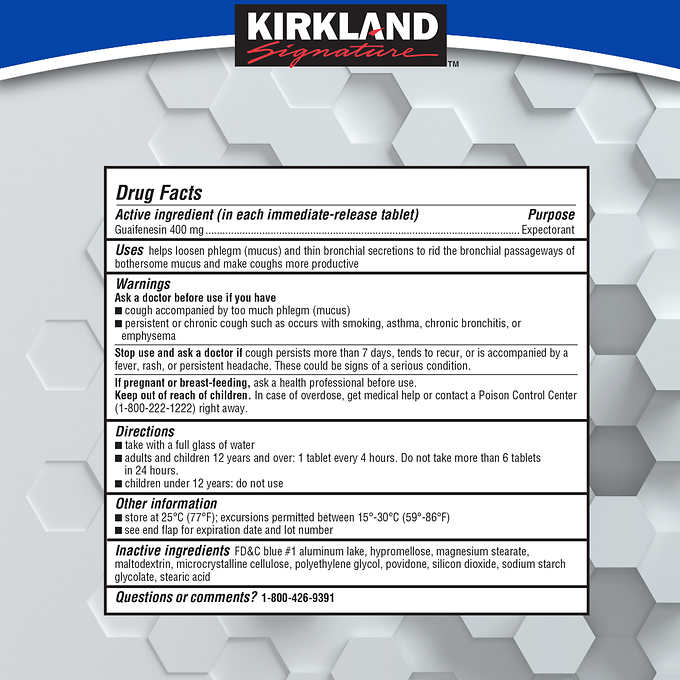 KIRKLAND
Signature™
Drug Facts
Active ingredient (in each immediate-release tablet) Purpose
Guaifenesin 400 mg........................................................................................................Expectorant
Uses helps loosen phlegm (mucus) and thin bronchial secretions to rid the bronchial passageways of
bothersome mucus and make coughs more productive
Warnings
Ask a doctor before use if you have
■ cough accompanied by too much phlegm (mucus)
■ persistent or chronic cough such as occurs with smoking, asthma, chronic bronchitis, or
emphysema
Stop use and ask a doctor if cough persists more than 7 days, tends to recur, or is accompanied by a
fever, rash, or persistent headache. These could be signs of a serious condition.
If pregnant or breast-feeding, ask a health professional before use.
Keep out of reach of children. In case of overdose, get medical help or contact a Poison Control Center
(1-800-222-1222) right away.
Directions
■ take with a full glass of water
■ adults and children 12 years and over: 1 tablet every 4 hours. Do not take more than 6 tablets
in 24 hours.
■ children under 12 years: do not use
Other information
■ store at 25°C (77°F); excursions permitted between 15°-30°C (59°-86°F)
■ see end flap for expiration date and lot number
Inactive ingredients FD&C blue #1 aluminum lake, hypromellose, magnesium stearate,
maltodextrin, microcrystalline cellulose, polyethylene glycol, povidone, silicon dioxide, sodium starch
glycolate, stearic acid
Questions or comments? 1-800-426-9391